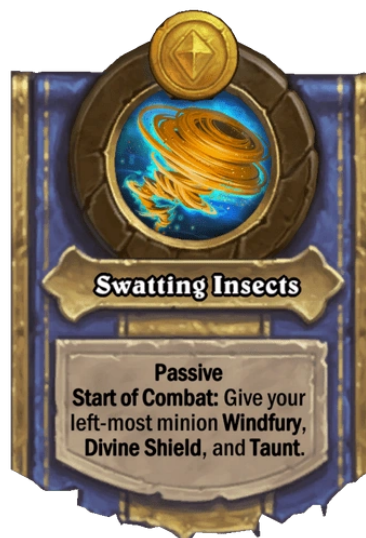 Swatting Insects
Passive
Start of Combat: Give your
left-most minion Windfury,
Divine Shield, and Taunt.